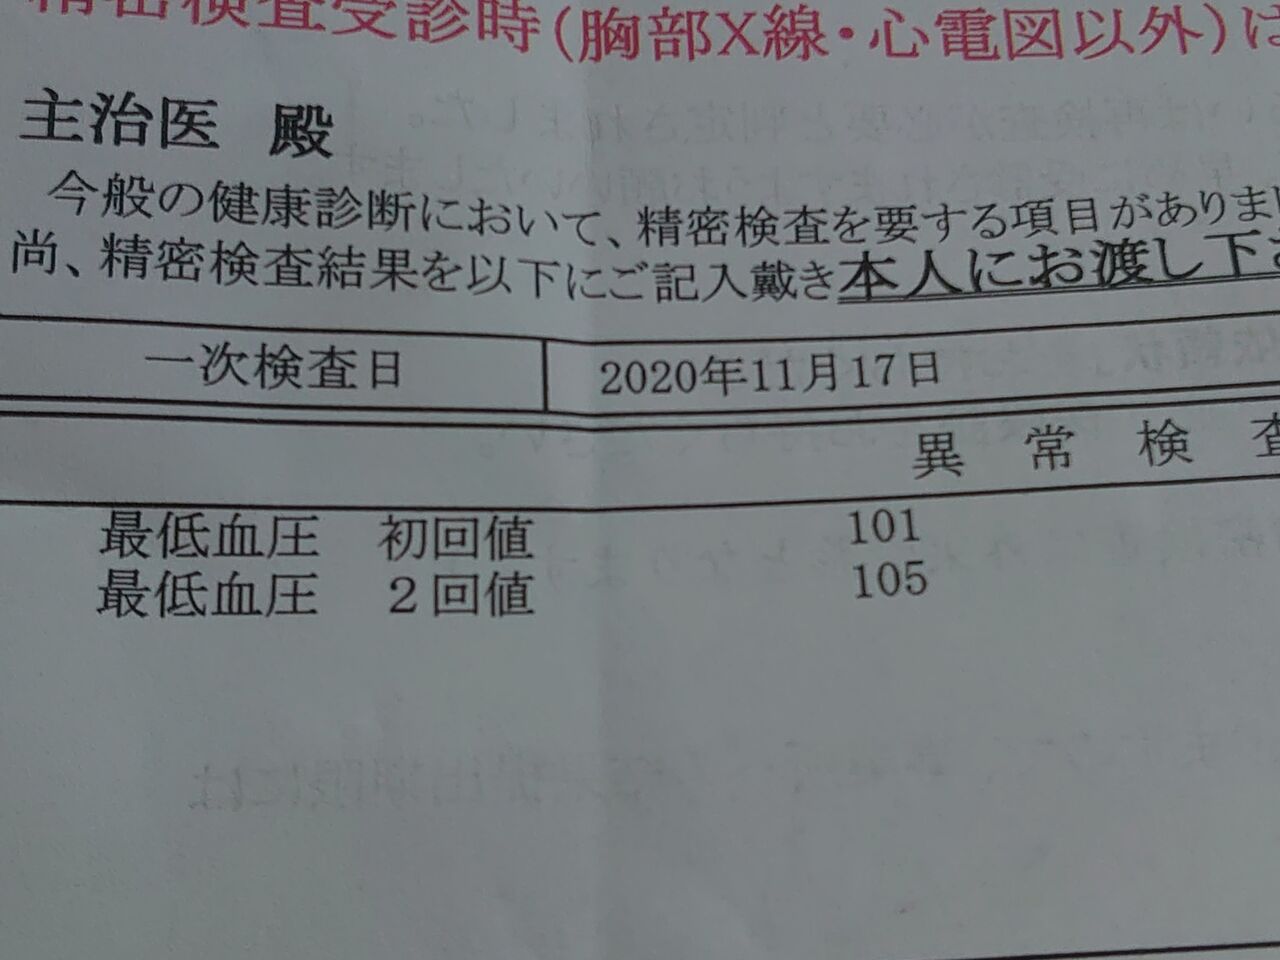 精密検査受診時(胸部X線・心電図以外)は
主治医 殿
今般の健康診断において、精密検査を要する項目がありまし
尚、精密検査結果を以下にご記入戴き本人にお渡し下さ
一次検査日 2020年11月17日
異常検査
最低血圧 初回値 101
最低血圧 2回値 105